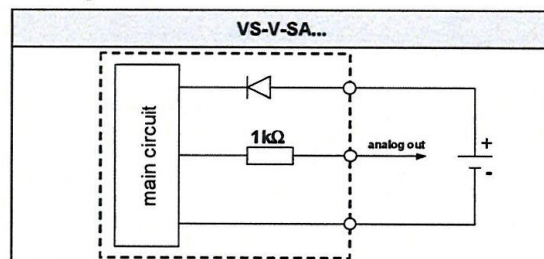 VS-V-SA...
main circuit
1kΩ
analog out
+
-